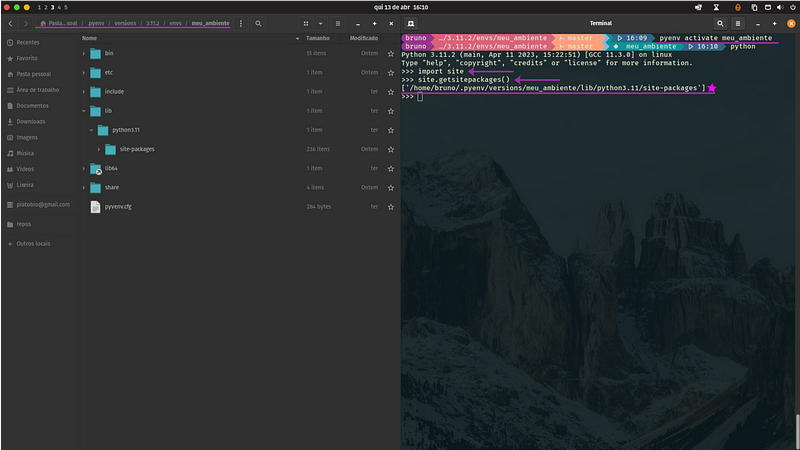 1 2 3 4 5
qui 13 de abr 16:10
Pasta...soal / .pyenv / versions / 3.11.2 / envs / meu_ambiente
Nome Tamanho Modificado
Recentes
Favorito
Pasta pessoal
Área de trabalho
Documentos
Downloads
Imagens
Música
Vídeos
Lixeira
piatobio@gmail.com
repos
+ Outros locais
bin 51 itens Ontem
etc 1 item Ontem
include 1 item ter
lib 1 item ter
python3.11 1 item ter
site-packages 236 itens Ontem
lib64 1 item ter
share 4 itens Ontem
pyvenv.cfg 284 bytes ter
Terminal
bruno …/3.11.2/envs/meu_ambiente master 16:09 pyenv activate meu_ambiente
bruno …/3.11.2/envs/meu_ambiente master meu_ambiente 16:10 python
Python 3.11.2 (main, Apr 11 2023, 15:22:51) [GCC 11.3.0] on linux
Type "help", "copyright", "credits" or "license" for more information.
>>> import site
>>> site.getsitepackages()
['/home/bruno/.pyenv/versions/meu_ambiente/lib/python3.11/site-packages']
>>>